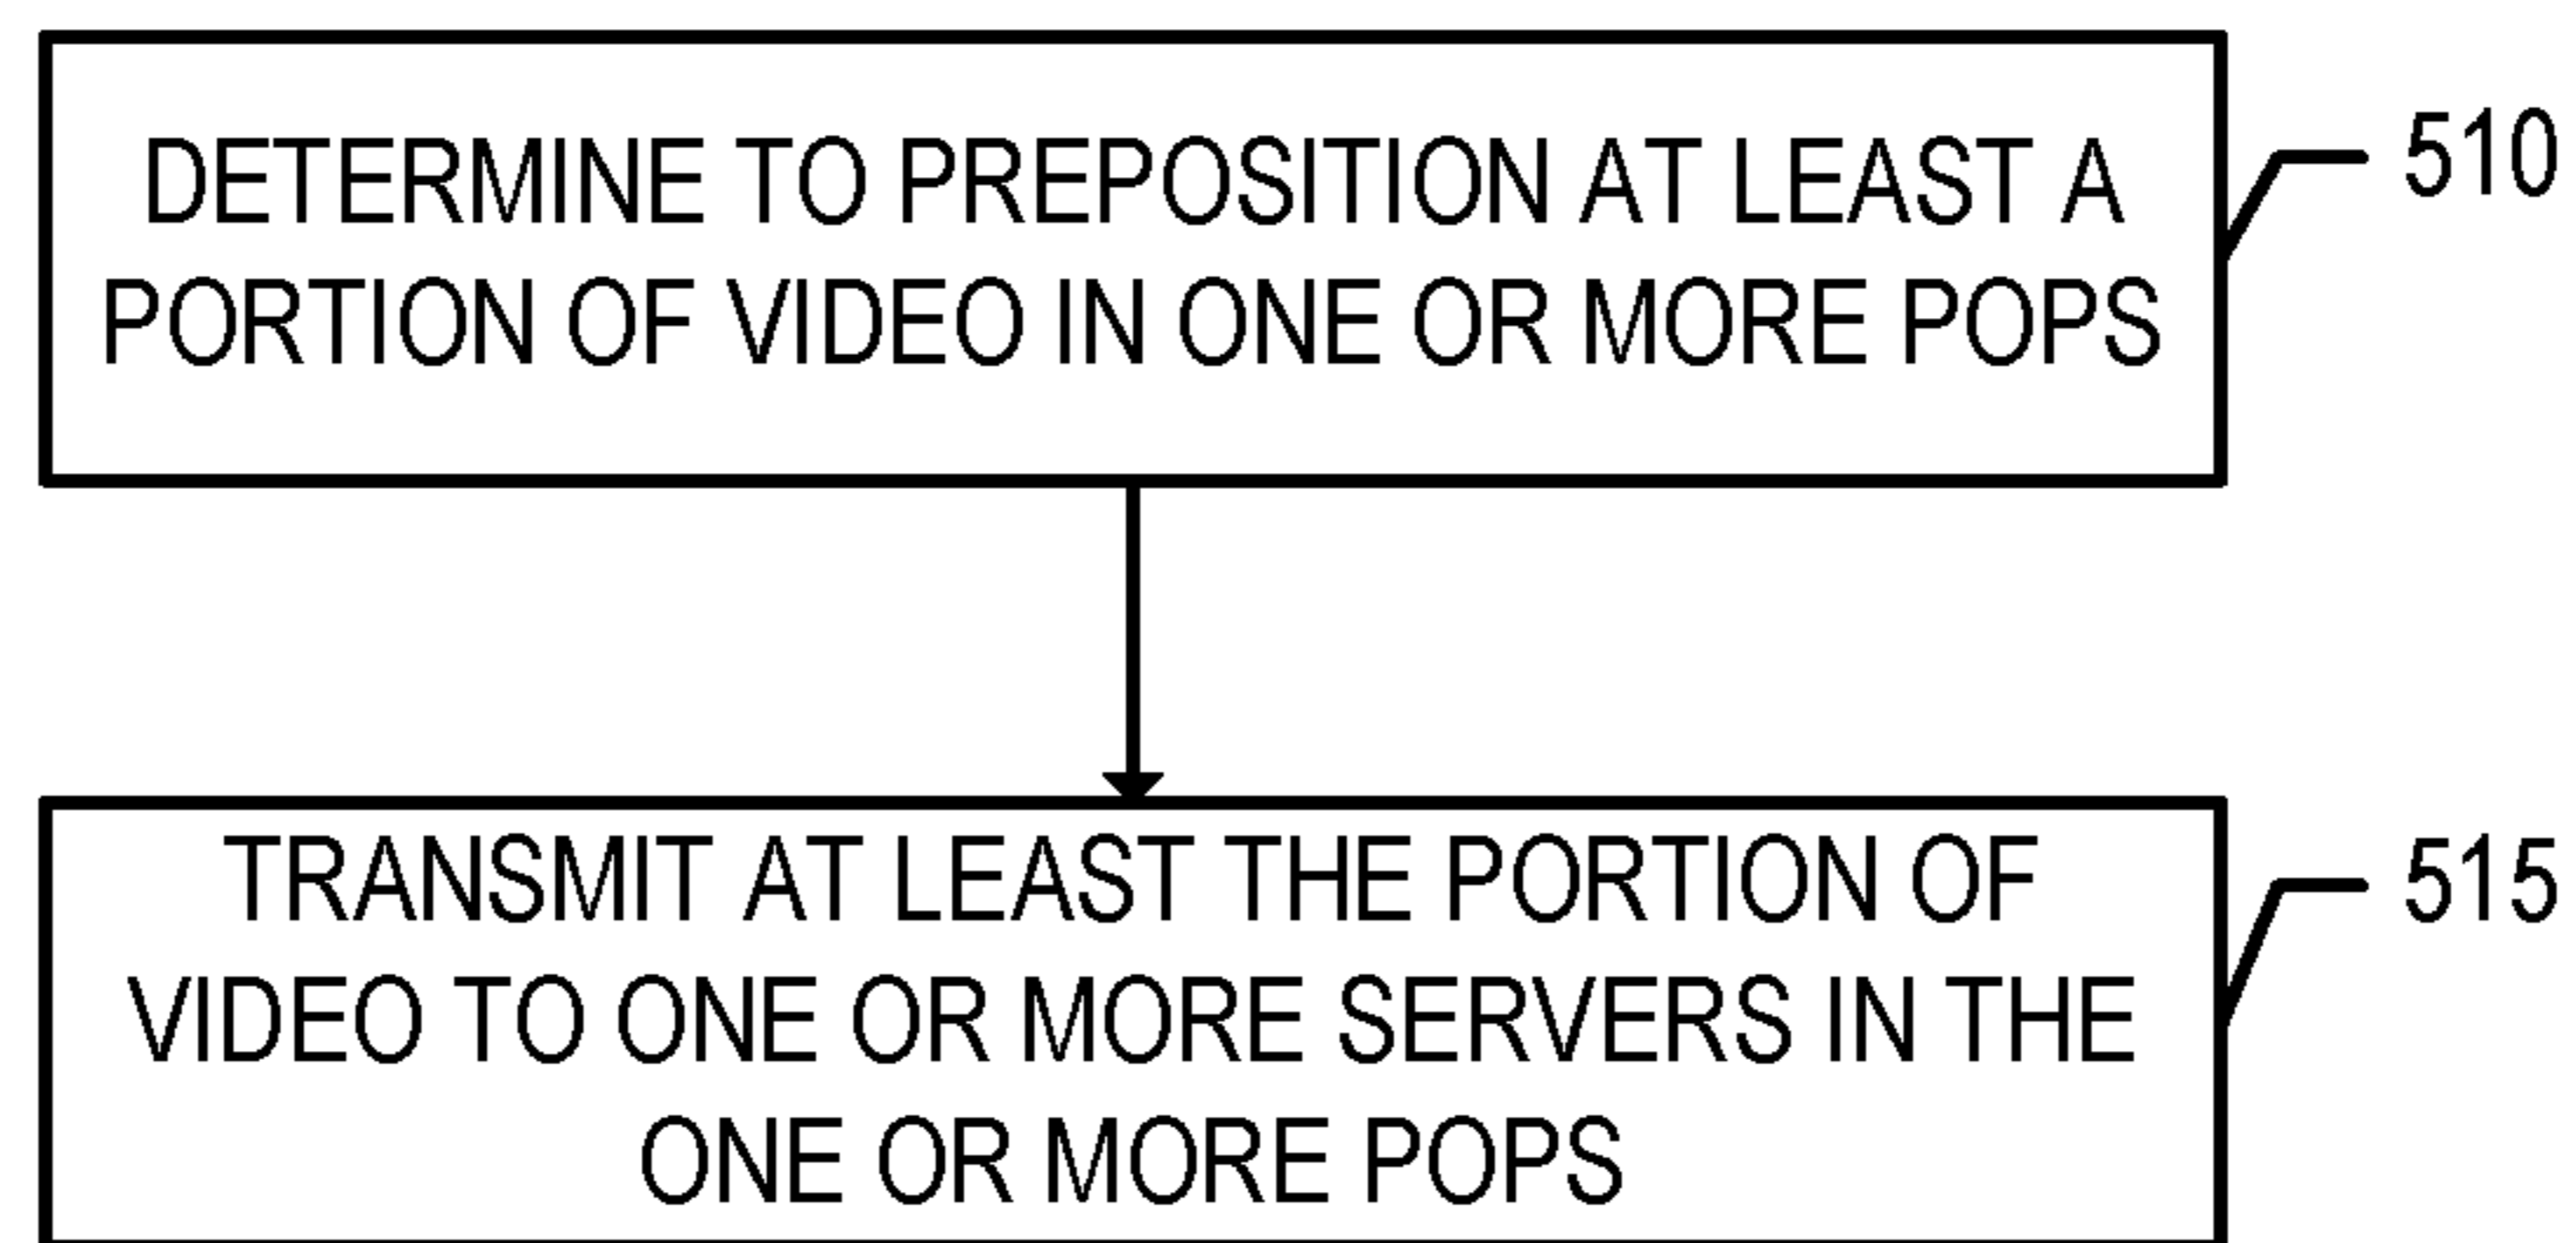 DETERMINE TO PREPOSITION AT LEAST A
PORTION OF VIDEO IN ONE OR MORE POPS
510
TRANSMIT AT LEAST THE PORTION OF
VIDEO TO ONE OR MORE SERVERS IN THE
ONE OR MORE POPS
515